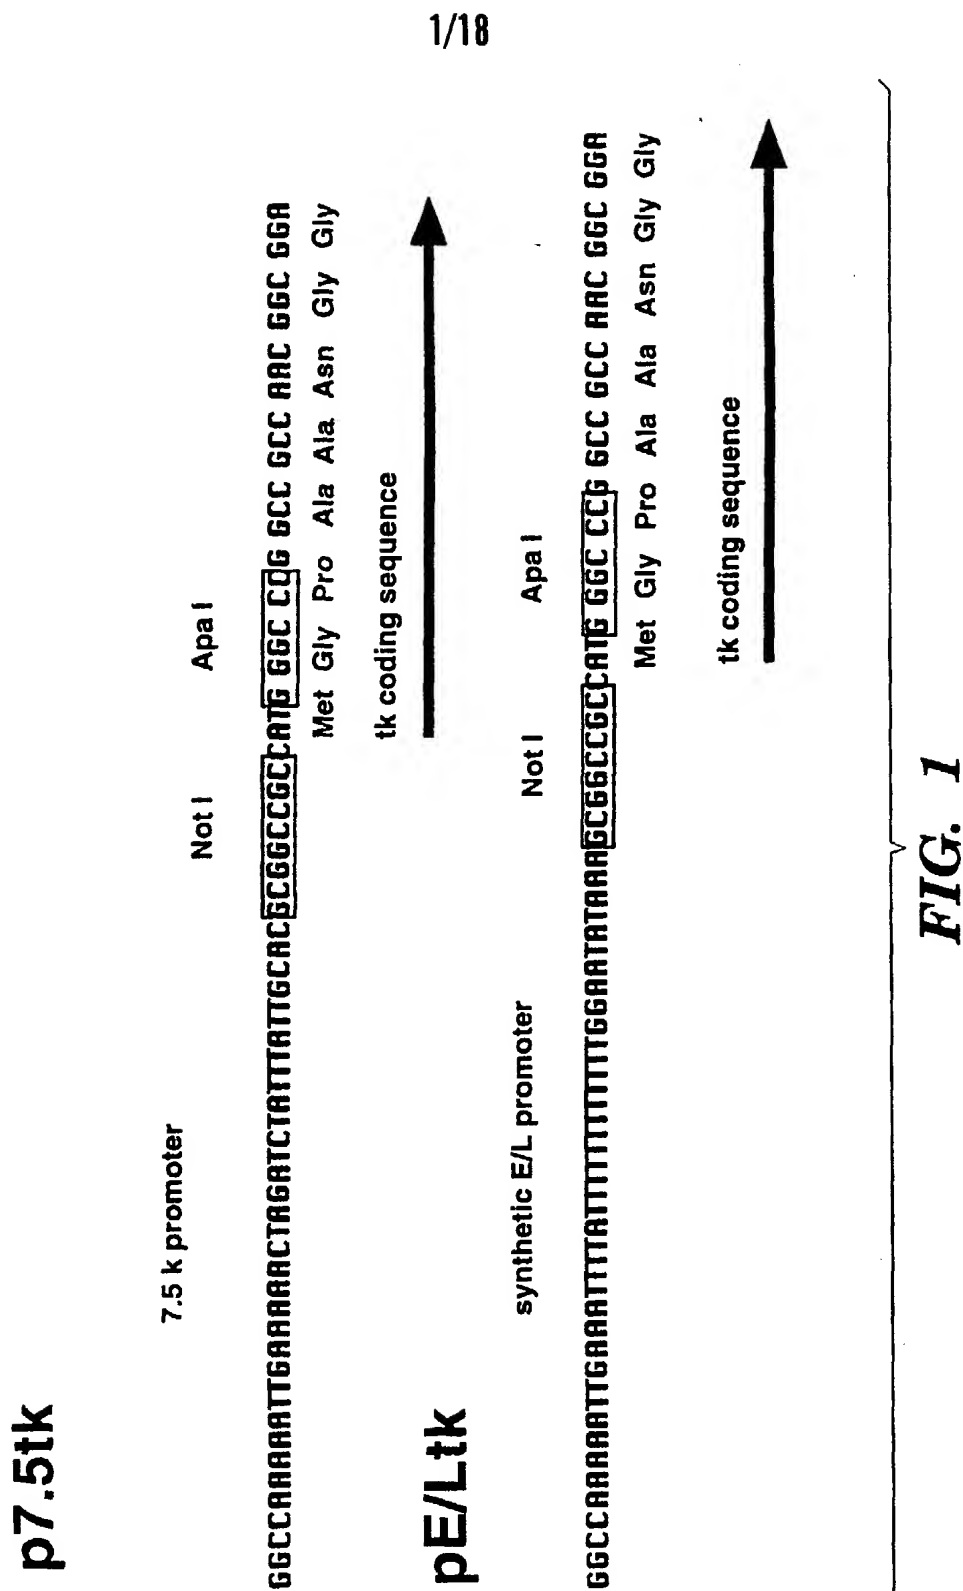 1/18
p7.5tk
7.5 k promoter
Not I
Apa I
GGCCAAAAATTGAAAAACTAGATCTATTTATTGCACGCGGCCGCCATG GGC CCG GCC GCC AAC GGC GGA
Met Gly Pro Ala Ala Asn Gly Gly
tk coding sequence
pE/Ltk
synthetic E/L promoter
Not I
Apa I
GGCCAAAAATTGAAATTTTATTTTTTTTTTGGAATATAAAGCGGCCGCCATG GGC CCG GCC GCC AAC GGC GGA
Met Gly Pro Ala Ala Asn Gly Gly
tk coding sequence
FIG. 1